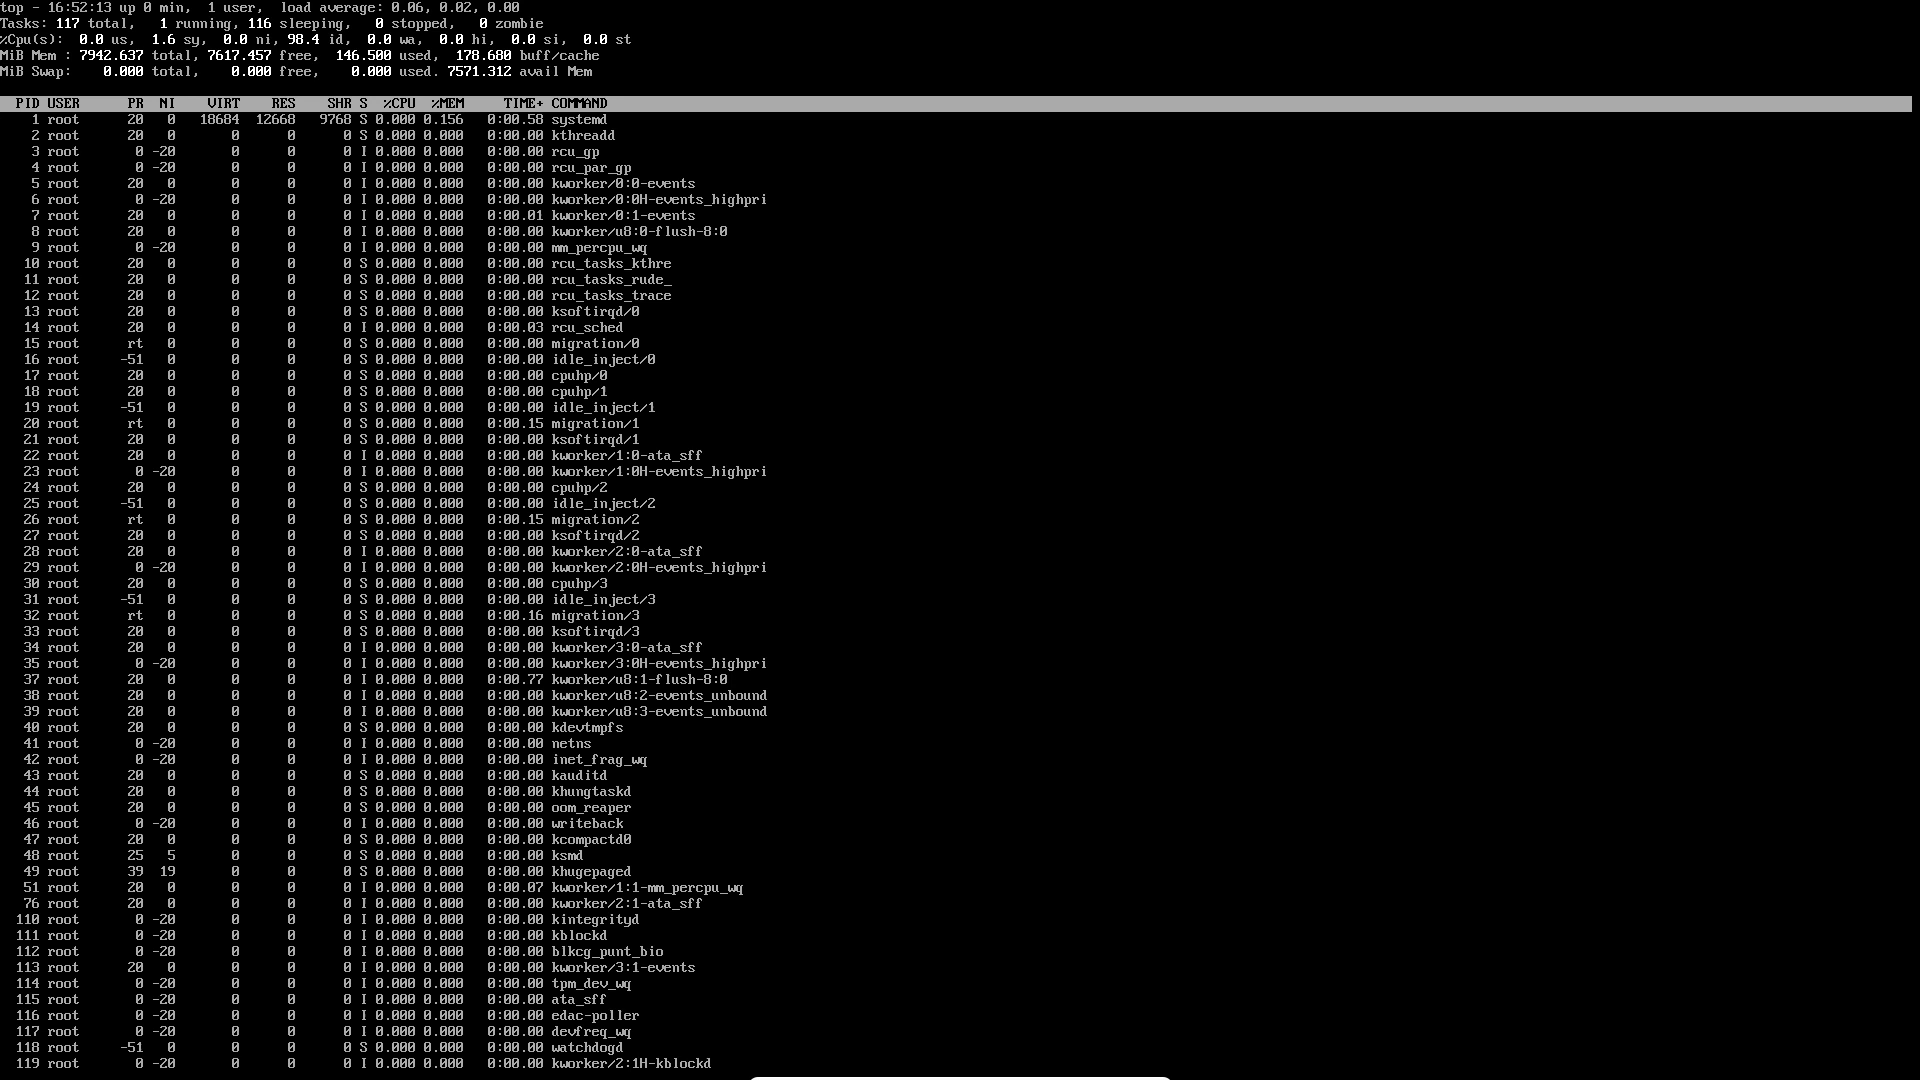 top - 16:52:13 up 0 min,  1 user,  load average: 0.06, 0.02, 0.00
Tasks: 117 total,   1 running, 116 sleeping,   0 stopped,   0 zombie
%Cpu(s):  0.0 us,  1.6 sy,  0.0 ni, 98.4 id,  0.0 wa,  0.0 hi,  0.0 si,  0.0 st
MiB Mem : 7942.637 total, 7617.457 free,  146.500 used,  178.680 buff/cache
MiB Swap:    0.000 total,    0.000 free,    0.000 used. 7571.312 avail Mem
PID USER      PR  NI    VIRT    RES    SHR S  %CPU  %MEM     TIME+ COMMAND
1 root      20   0   18684  12668   9768 S 0.000 0.156   0:00.58 systemd
2 root      20   0       0      0      0 S 0.000 0.000   0:00.00 kthreadd
3 root       0 -20       0      0      0 I 0.000 0.000   0:00.00 rcu_gp
4 root       0 -20       0      0      0 I 0.000 0.000   0:00.00 rcu_par_gp
5 root      20   0       0      0      0 I 0.000 0.000   0:00.00 kworker/0:0-events
6 root       0 -20       0      0      0 I 0.000 0.000   0:00.00 kworker/0:0H-events_highpri
7 root      20   0       0      0      0 I 0.000 0.000   0:00.01 kworker/0:1-events
8 root      20   0       0      0      0 I 0.000 0.000   0:00.00 kworker/u8:0-flush-8:0
9 root       0 -20       0      0      0 I 0.000 0.000   0:00.00 mm_percpu_wq
10 root      20   0       0      0      0 S 0.000 0.000   0:00.00 rcu_tasks_kthre
11 root      20   0       0      0      0 S 0.000 0.000   0:00.00 rcu_tasks_rude_
12 root      20   0       0      0      0 S 0.000 0.000   0:00.00 rcu_tasks_trace
13 root      20   0       0      0      0 S 0.000 0.000   0:00.00 ksoftirqd/0
14 root      20   0       0      0      0 I 0.000 0.000   0:00.03 rcu_sched
15 root      rt   0       0      0      0 S 0.000 0.000   0:00.00 migration/0
16 root     -51   0       0      0      0 S 0.000 0.000   0:00.00 idle_inject/0
17 root      20   0       0      0      0 S 0.000 0.000   0:00.00 cpuhp/0
18 root      20   0       0      0      0 S 0.000 0.000   0:00.00 cpuhp/1
19 root     -51   0       0      0      0 S 0.000 0.000   0:00.00 idle_inject/1
20 root      rt   0       0      0      0 S 0.000 0.000   0:00.15 migration/1
21 root      20   0       0      0      0 S 0.000 0.000   0:00.00 ksoftirqd/1
22 root      20   0       0      0      0 I 0.000 0.000   0:00.00 kworker/1:0-ata_sff
23 root       0 -20       0      0      0 I 0.000 0.000   0:00.00 kworker/1:0H-events_highpri
24 root      20   0       0      0      0 S 0.000 0.000   0:00.00 cpuhp/2
25 root     -51   0       0      0      0 S 0.000 0.000   0:00.00 idle_inject/2
26 root      rt   0       0      0      0 S 0.000 0.000   0:00.15 migration/2
27 root      20   0       0      0      0 S 0.000 0.000   0:00.00 ksoftirqd/2
28 root      20   0       0      0      0 I 0.000 0.000   0:00.00 kworker/2:0-ata_sff
29 root       0 -20       0      0      0 I 0.000 0.000   0:00.00 kworker/2:0H-events_highpri
30 root      20   0       0      0      0 S 0.000 0.000   0:00.00 cpuhp/3
31 root     -51   0       0      0      0 S 0.000 0.000   0:00.00 idle_inject/3
32 root      rt   0       0      0      0 S 0.000 0.000   0:00.16 migration/3
33 root      20   0       0      0      0 S 0.000 0.000   0:00.00 ksoftirqd/3
34 root      20   0       0      0      0 I 0.000 0.000   0:00.00 kworker/3:0-ata_sff
35 root       0 -20       0      0      0 I 0.000 0.000   0:00.00 kworker/3:0H-events_highpri
37 root      20   0       0      0      0 I 0.000 0.000   0:00.77 kworker/u8:1-flush-8:0
38 root      20   0       0      0      0 I 0.000 0.000   0:00.00 kworker/u8:2-events_unbound
39 root      20   0       0      0      0 I 0.000 0.000   0:00.00 kworker/u8:3-events_unbound
40 root      20   0       0      0      0 S 0.000 0.000   0:00.00 kdevtmpfs
41 root       0 -20       0      0      0 I 0.000 0.000   0:00.00 netns
42 root       0 -20       0      0      0 I 0.000 0.000   0:00.00 inet_frag_wq
43 root      20   0       0      0      0 S 0.000 0.000   0:00.00 kauditd
44 root      20   0       0      0      0 S 0.000 0.000   0:00.00 khungtaskd
45 root      20   0       0      0      0 S 0.000 0.000   0:00.00 oom_reaper
46 root       0 -20       0      0      0 I 0.000 0.000   0:00.00 writeback
47 root      20   0       0      0      0 S 0.000 0.000   0:00.00 kcompactd0
48 root      25   5       0      0      0 S 0.000 0.000   0:00.00 ksmd
49 root      39  19       0      0      0 S 0.000 0.000   0:00.00 khugepaged
51 root      20   0       0      0      0 I 0.000 0.000   0:00.07 kworker/1:1-mm_percpu_wq
76 root      20   0       0      0      0 I 0.000 0.000   0:00.00 kworker/2:1-ata_sff
110 root       0 -20       0      0      0 I 0.000 0.000   0:00.00 kintegrityd
111 root       0 -20       0      0      0 I 0.000 0.000   0:00.00 kblockd
112 root       0 -20       0      0      0 I 0.000 0.000   0:00.00 blkcg_punt_bio
113 root      20   0       0      0      0 I 0.000 0.000   0:00.00 kworker/3:1-events
114 root       0 -20       0      0      0 I 0.000 0.000   0:00.00 tpm_dev_wq
115 root       0 -20       0      0      0 I 0.000 0.000   0:00.00 ata_sff
116 root       0 -20       0      0      0 I 0.000 0.000   0:00.00 edac-poller
117 root       0 -20       0      0      0 I 0.000 0.000   0:00.00 devfreq_wq
118 root     -51   0       0      0      0 S 0.000 0.000   0:00.00 watchdogd
119 root       0 -20       0      0      0 I 0.000 0.000   0:00.00 kworker/2:1H-kblockd